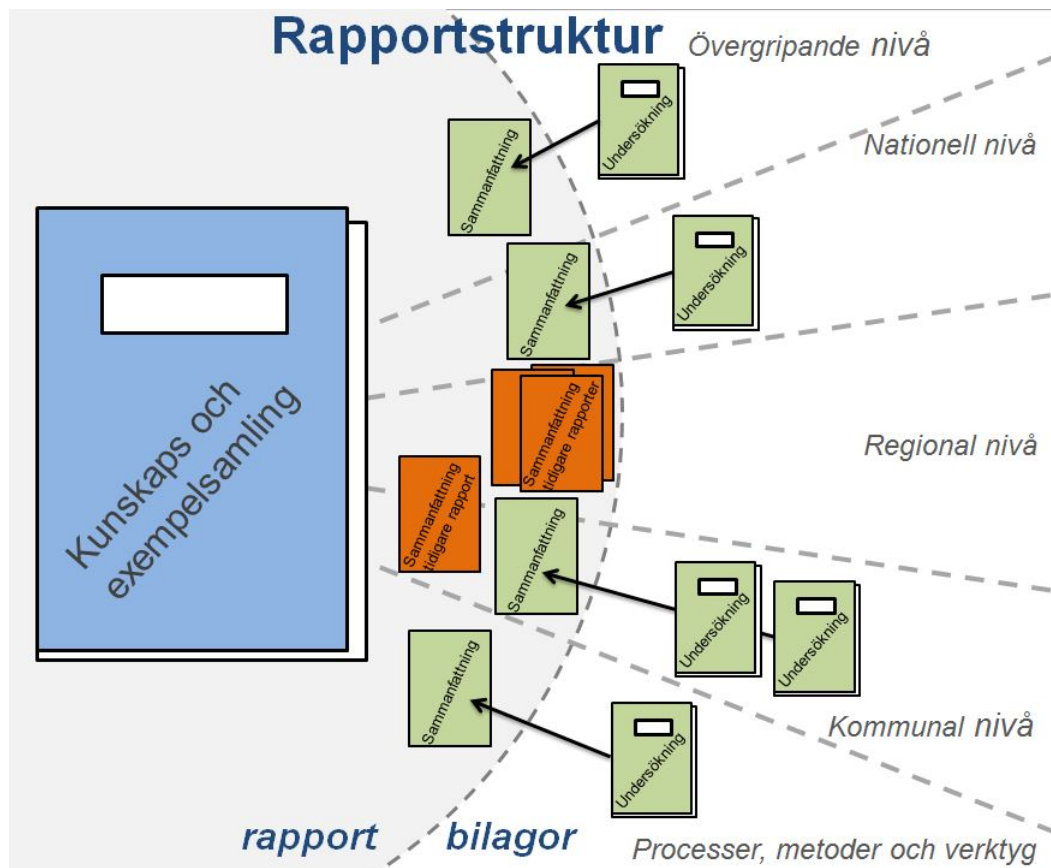 Rapportstruktur
Övergripande nivå
Undersökning
Sammanfattning
Nationell nivå
Undersökning
Sammanfattning
Kunskaps och
exempelsamling
Sammanfattning
tidigare rapporter
Regional nivå
Sammanfattning
tidigare rapport
Sammanfattning
Undersökning
Undersökning
Kommunal nivå
Sammanfattning
Undersökning
rapport
bilagor
Processer, metoder och verktyg